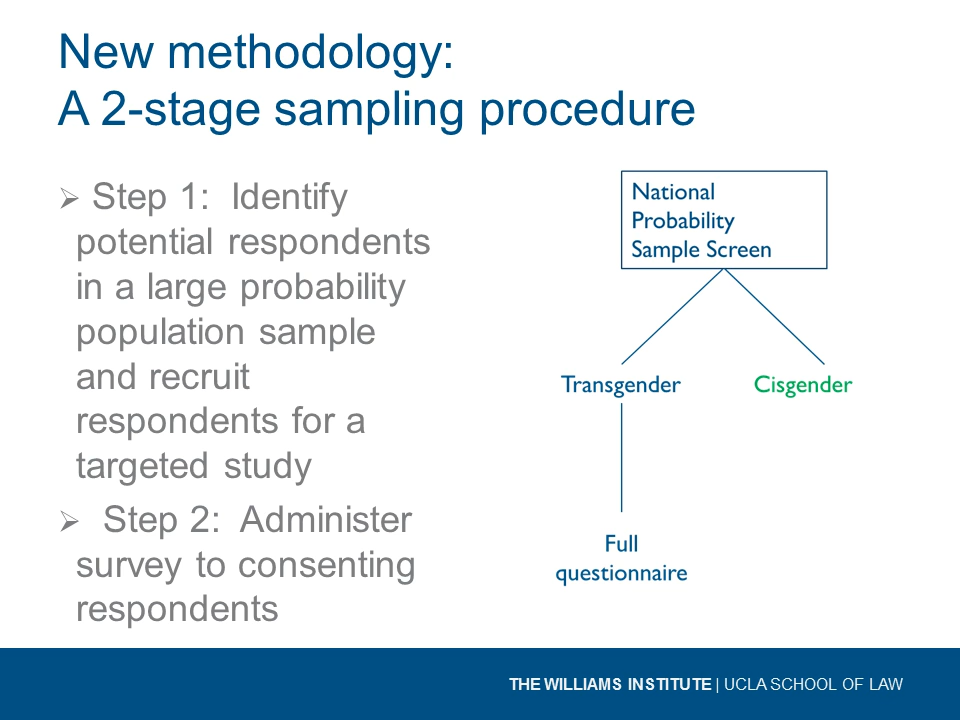 New methodology:
A 2-stage sampling procedure
➢ Step 1:  Identify
potential respondents
in a large probability
population sample
and recruit
respondents for a
targeted study
➢ Step 2:  Administer
survey to consenting
respondents
National
Probability
Sample Screen
Transgender
Cisgender
Full
questionnaire
THE WILLIAMS INSTITUTE | UCLA SCHOOL OF LAW